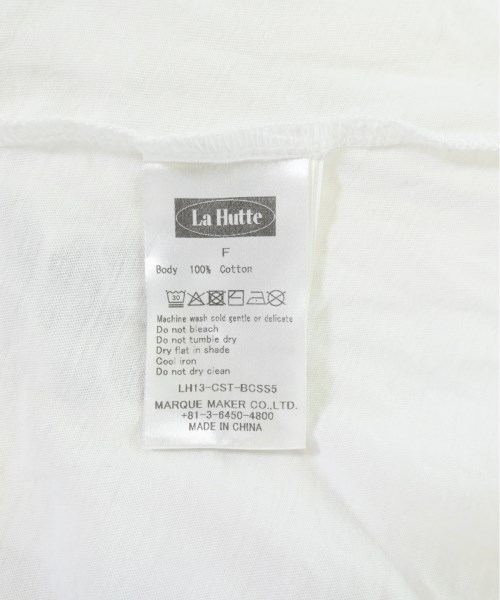 La Hutte
F
Body 100% Cotton
30
Machine wash cold gentle or delicate
Do not bleach
Do not tumble dry
Dry flat in shade
Cool iron
Do not dry clean
LH13-CST-BCSS5
MARQUE MAKER CO.,LTD.
+81-3-6450-4800
MADE IN CHINA